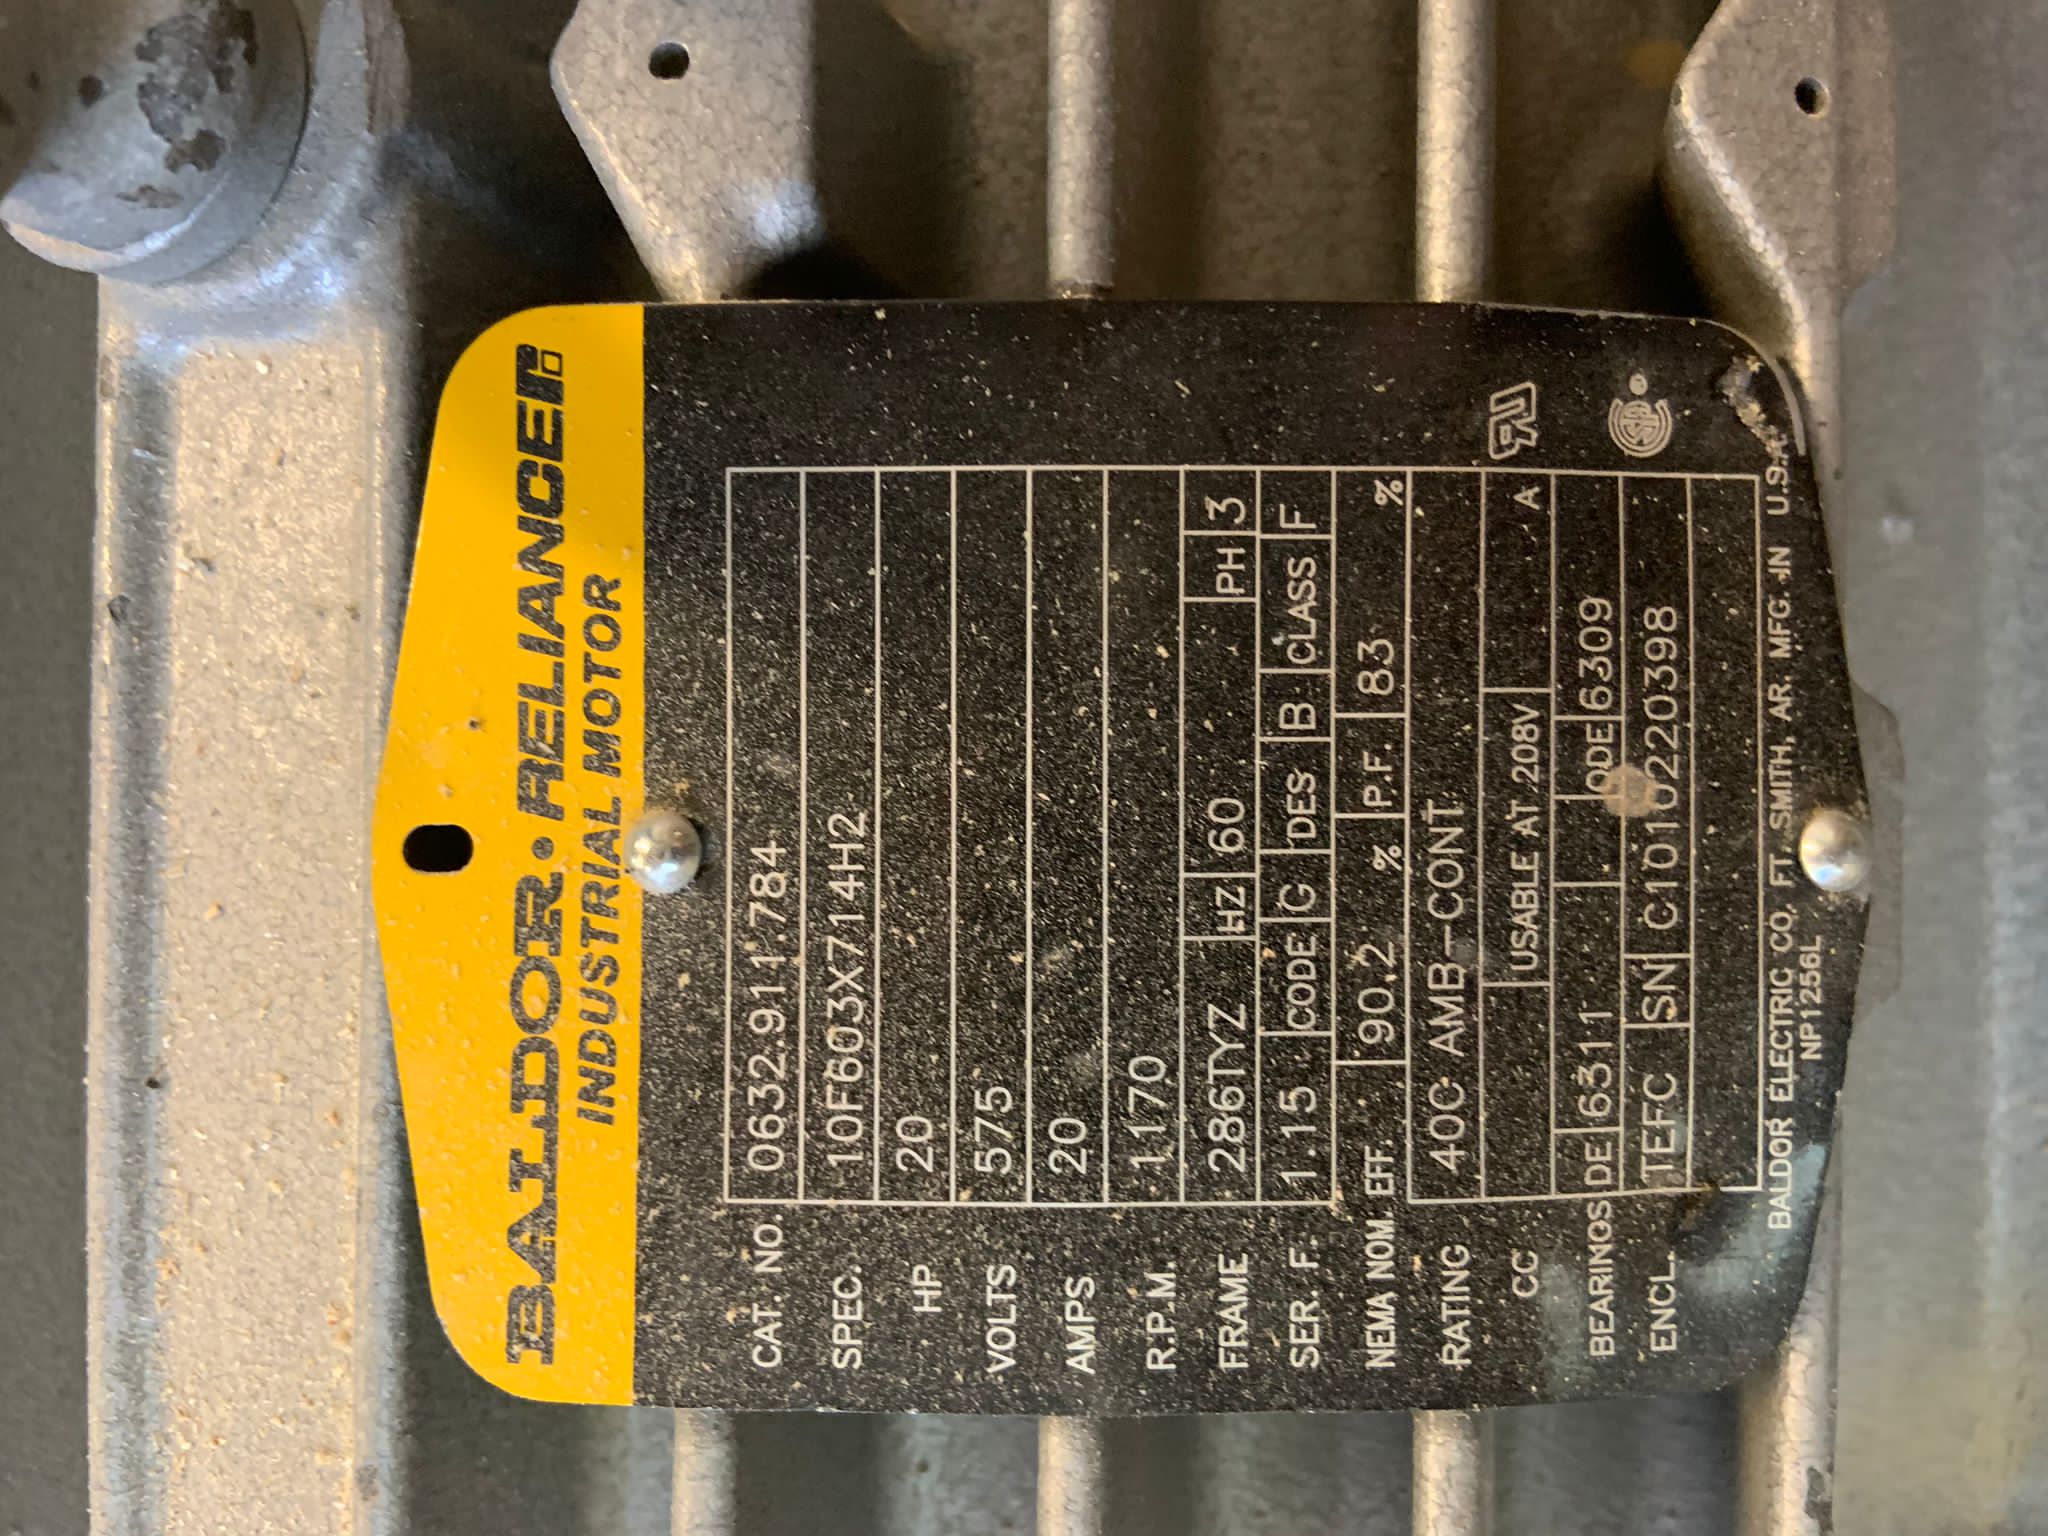 BALDOR · RELIANCER
INDUSTRIAL MOTOR
CAT. NO. 0632.911.784
SPEC. 10F603X714H2
HP 20
VOLTS 575
AMPS 20
R.P.M. 1170
FRAME 286TYZ HZ 60 PH 3
SER. F. 1.15 CODE G DES B CLASS F
NEMA NOM. EFF. 90.2 % P.F. 83 %
RATING 40C AMB-CONT
CC USABLE AT 208V A
BEARINGS DE 6311 ODE 6309
ENCL. TEFC SN C1010220398
BALDOR ELECTRIC CO. FT. SMITH, AR. MFG. IN U.S.A.
NP1256L